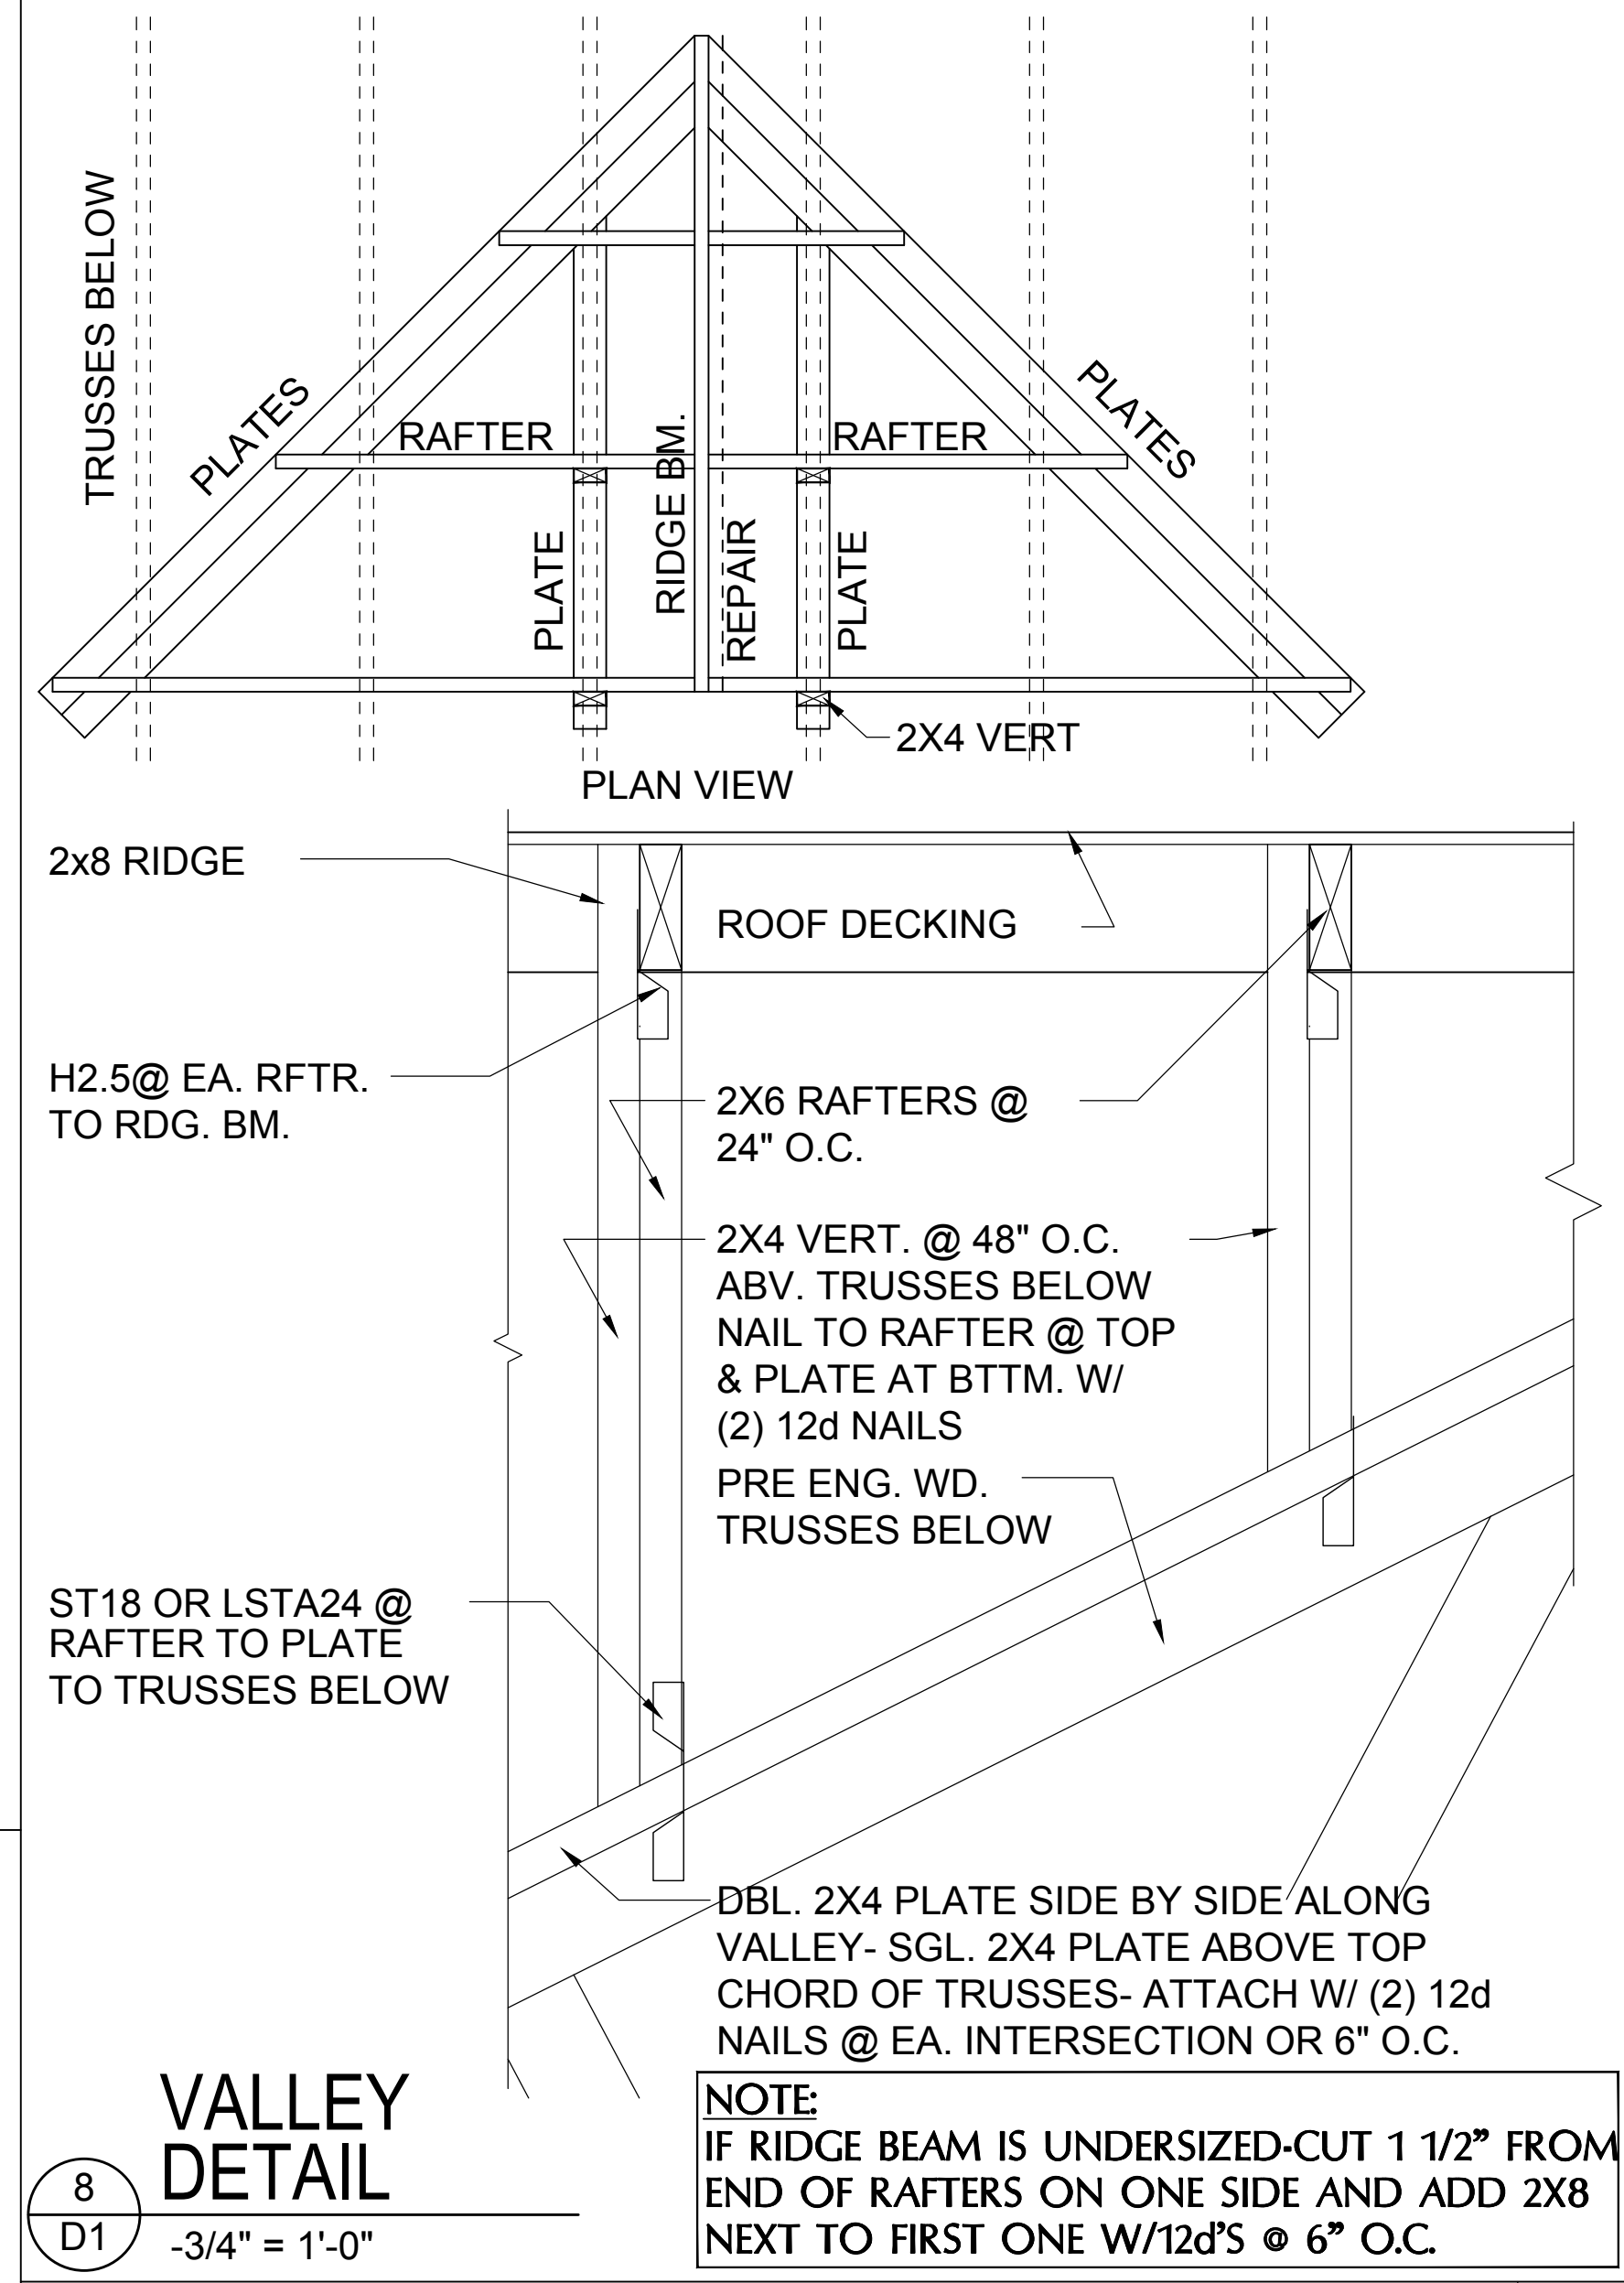 TRUSSES BELOW
PLATES
PLATES
RAFTER
RAFTER
RIDGE BM.
REPAIR
PLATE
PLATE
2X4 VERT
PLAN VIEW
2x8 RIDGE
ROOF DECKING
H2.5@ EA. RFTR.
TO RDG. BM.
2X6 RAFTERS @
24" O.C.
2X4 VERT. @ 48" O.C.
ABV. TRUSSES BELOW
NAIL TO RAFTER @ TOP
& PLATE AT BTTM. W/
(2) 12d NAILS
PRE ENG. WD.
TRUSSES BELOW
ST18 OR LSTA24 @
RAFTER TO PLATE
TO TRUSSES BELOW
DBL. 2X4 PLATE SIDE BY SIDE ALONG
VALLEY- SGL. 2X4 PLATE ABOVE TOP
CHORD OF TRUSSES- ATTACH W/ (2) 12d
NAILS @ EA. INTERSECTION OR 6" O.C.
VALLEY
DETAIL
8
D1
-3/4" = 1'-0"
NOTE:
IF RIDGE BEAM IS UNDERSIZED-CUT 1 1/2” FROM
END OF RAFTERS ON ONE SIDE AND ADD 2X8
NEXT TO FIRST ONE W/12d’S @ 6” O.C.